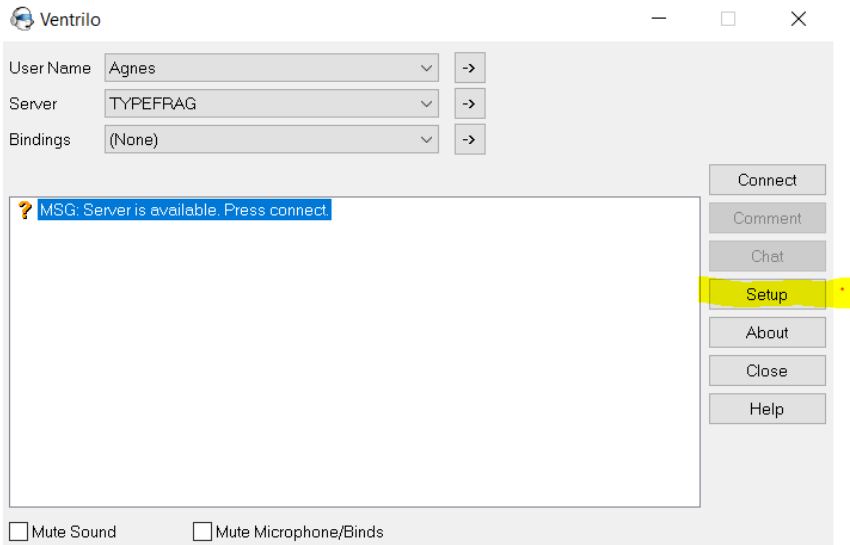 Ventrilo
User Name Agnes ->
Server TYPEFRAG ->
Bindings (None) ->
Connect
? MSG: Server is available. Press connect.
Comment
Chat
Setup
About
Close
Help
Mute Sound Mute Microphone/Binds